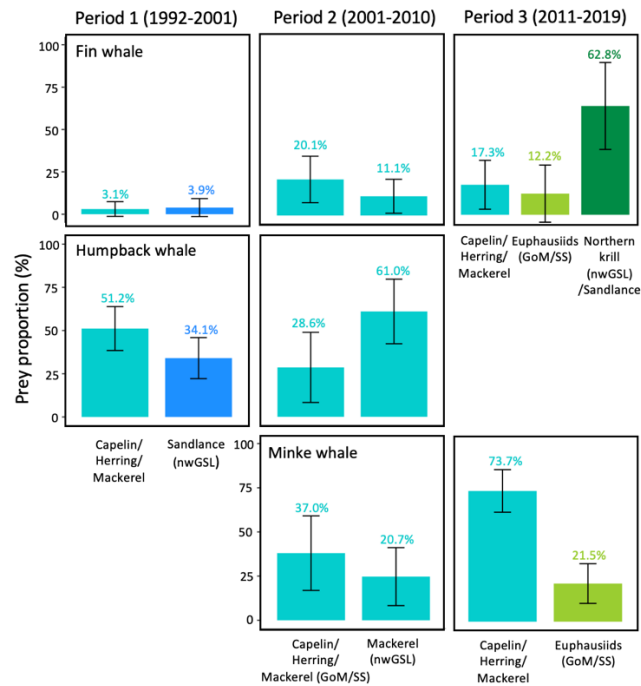 Period 1 (1992-2001)
Period 2 (2001-2010)
Period 3 (2011-2019)
Prey proportion (%)
100
75
50
25
0
Fin whale
3.1%
3.9%
20.1%
11.1%
17.3%
12.2%
62.8%
Capelin/
Herring/
Mackerel
Euphausiids
(GoM/SS)
Northern
krill
(nwGSL)
/Sandlance
100
75
50
25
0
Humpback whale
51.2%
34.1%
28.6%
61.0%
Capelin/
Herring/
Mackerel
Sandlance
(nwGSL)
100
75
50
25
0
Minke whale
37.0%
20.7%
73.7%
21.5%
Capelin/
Herring/
Mackerel (GoM/SS)
Mackerel
(nwGSL)
Capelin/
Herring/
Mackerel
Euphausiids
(GoM/SS)